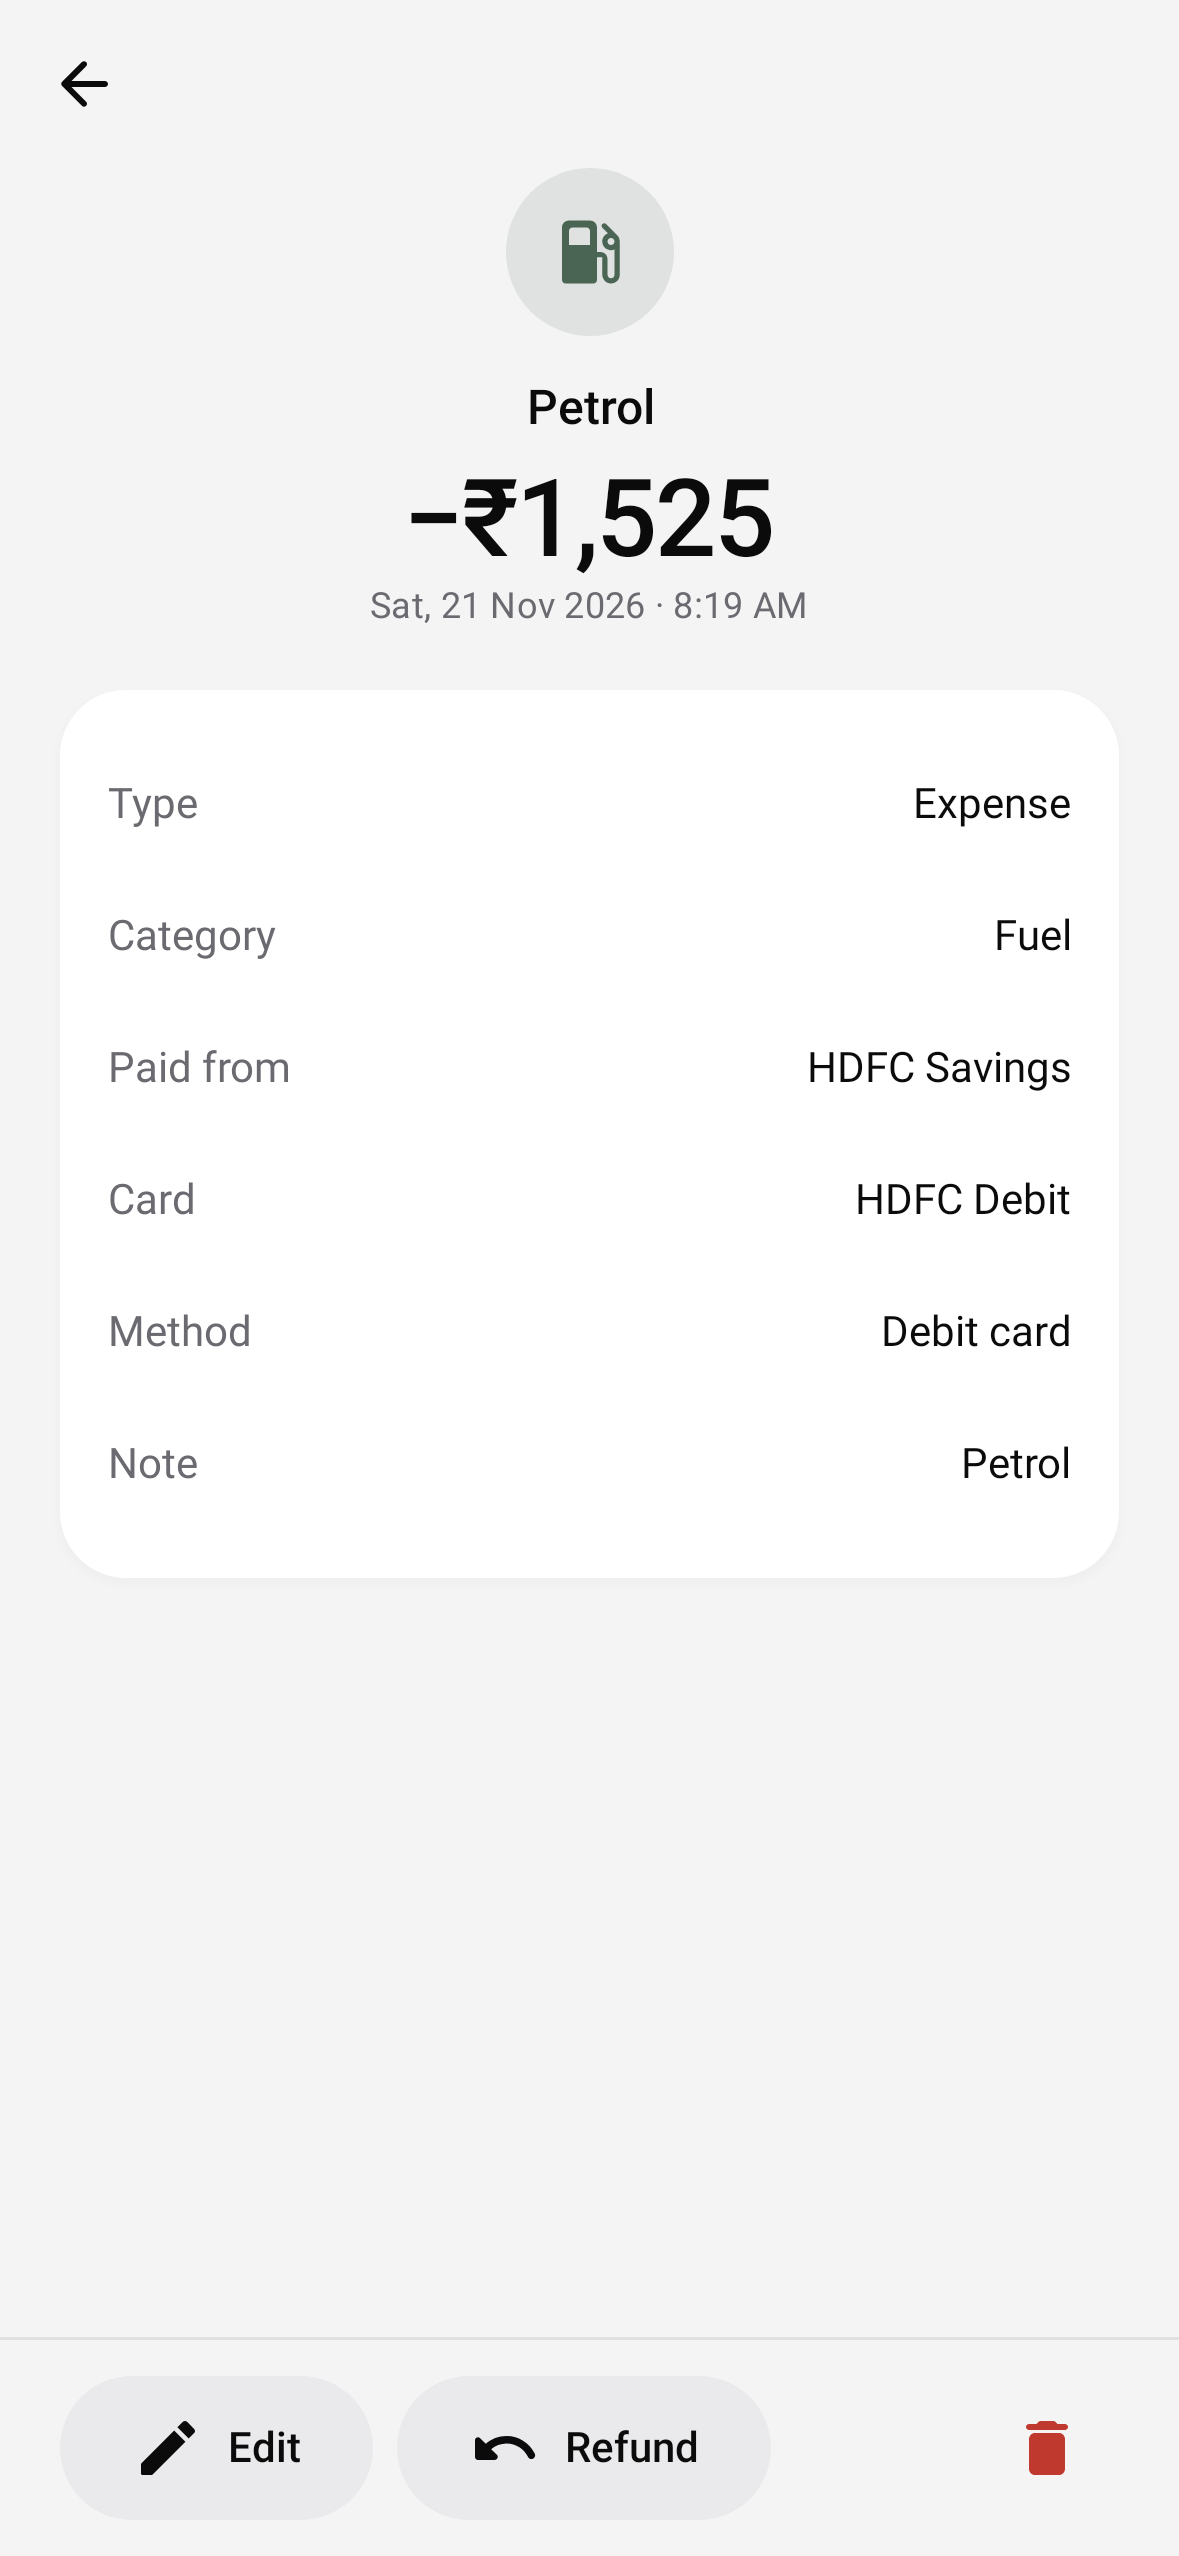 Petrol
−₹1,525
Sat, 21 Nov 2026 · 8:19 AM
Type Expense
Category Fuel
Paid from HDFC Savings
Card HDFC Debit
Method Debit card
Note Petrol
Edit Refund